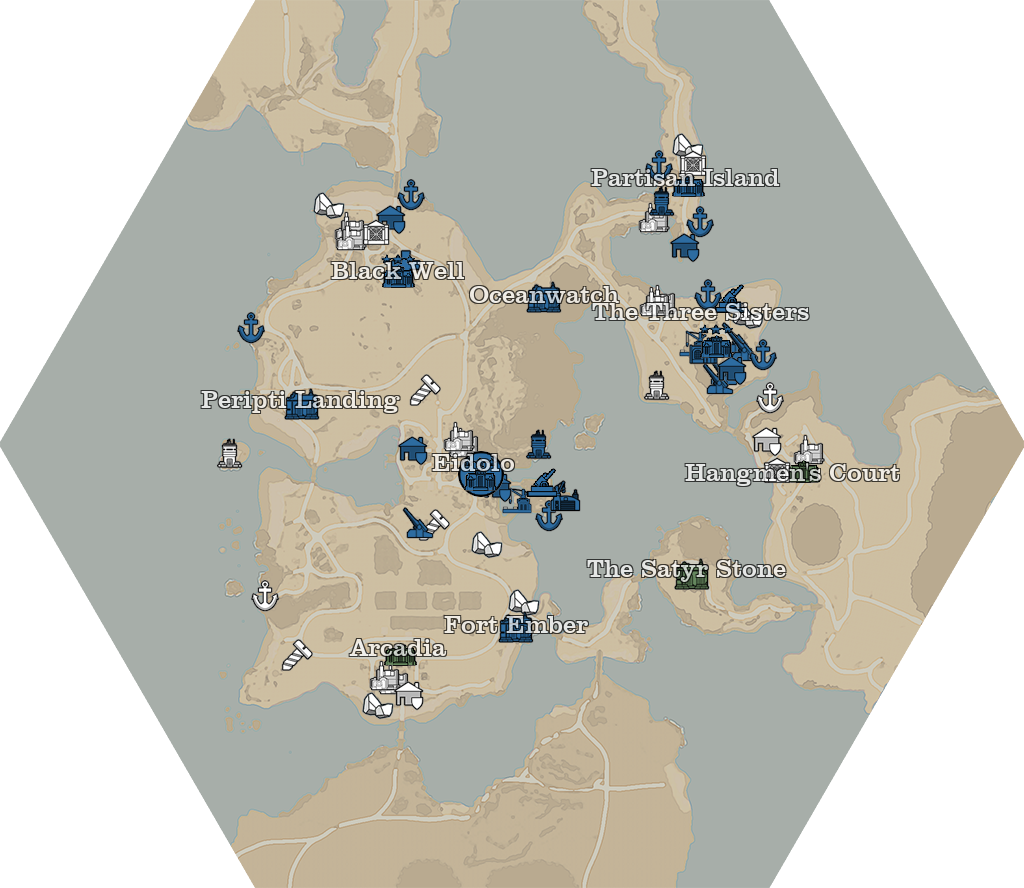 Partisan Island
Black Well
Oceanwatch
The Three Sisters
Peripti Landing
Eidolo
Hangmen's Court
The Satyr Stone
Fort Ember
Arcadia